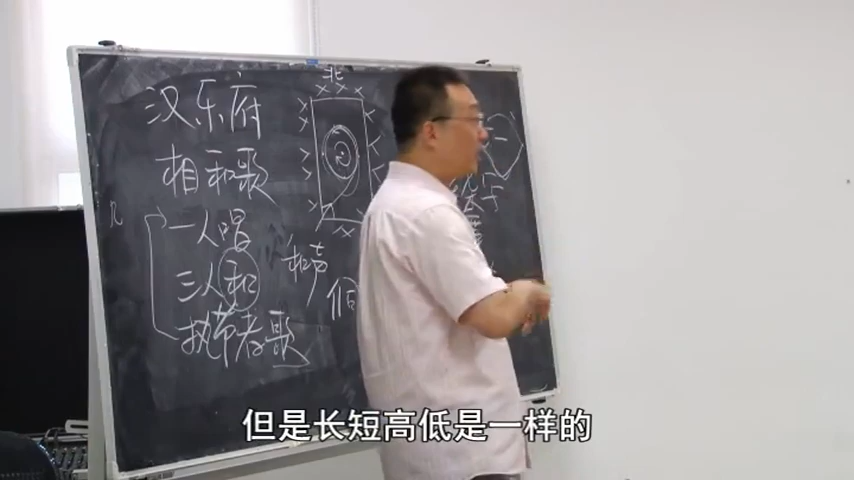 汉乐府
相和歌
一人唱
三人和
执节者歌
和声
但是长短高低是一样的